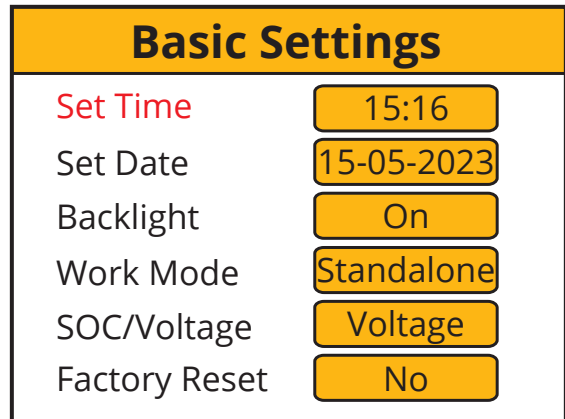 Basic Settings
Set Time 15:16
Set Date 15-05-2023
Backlight On
Work Mode Standalone
SOC/Voltage Voltage
Factory Reset No